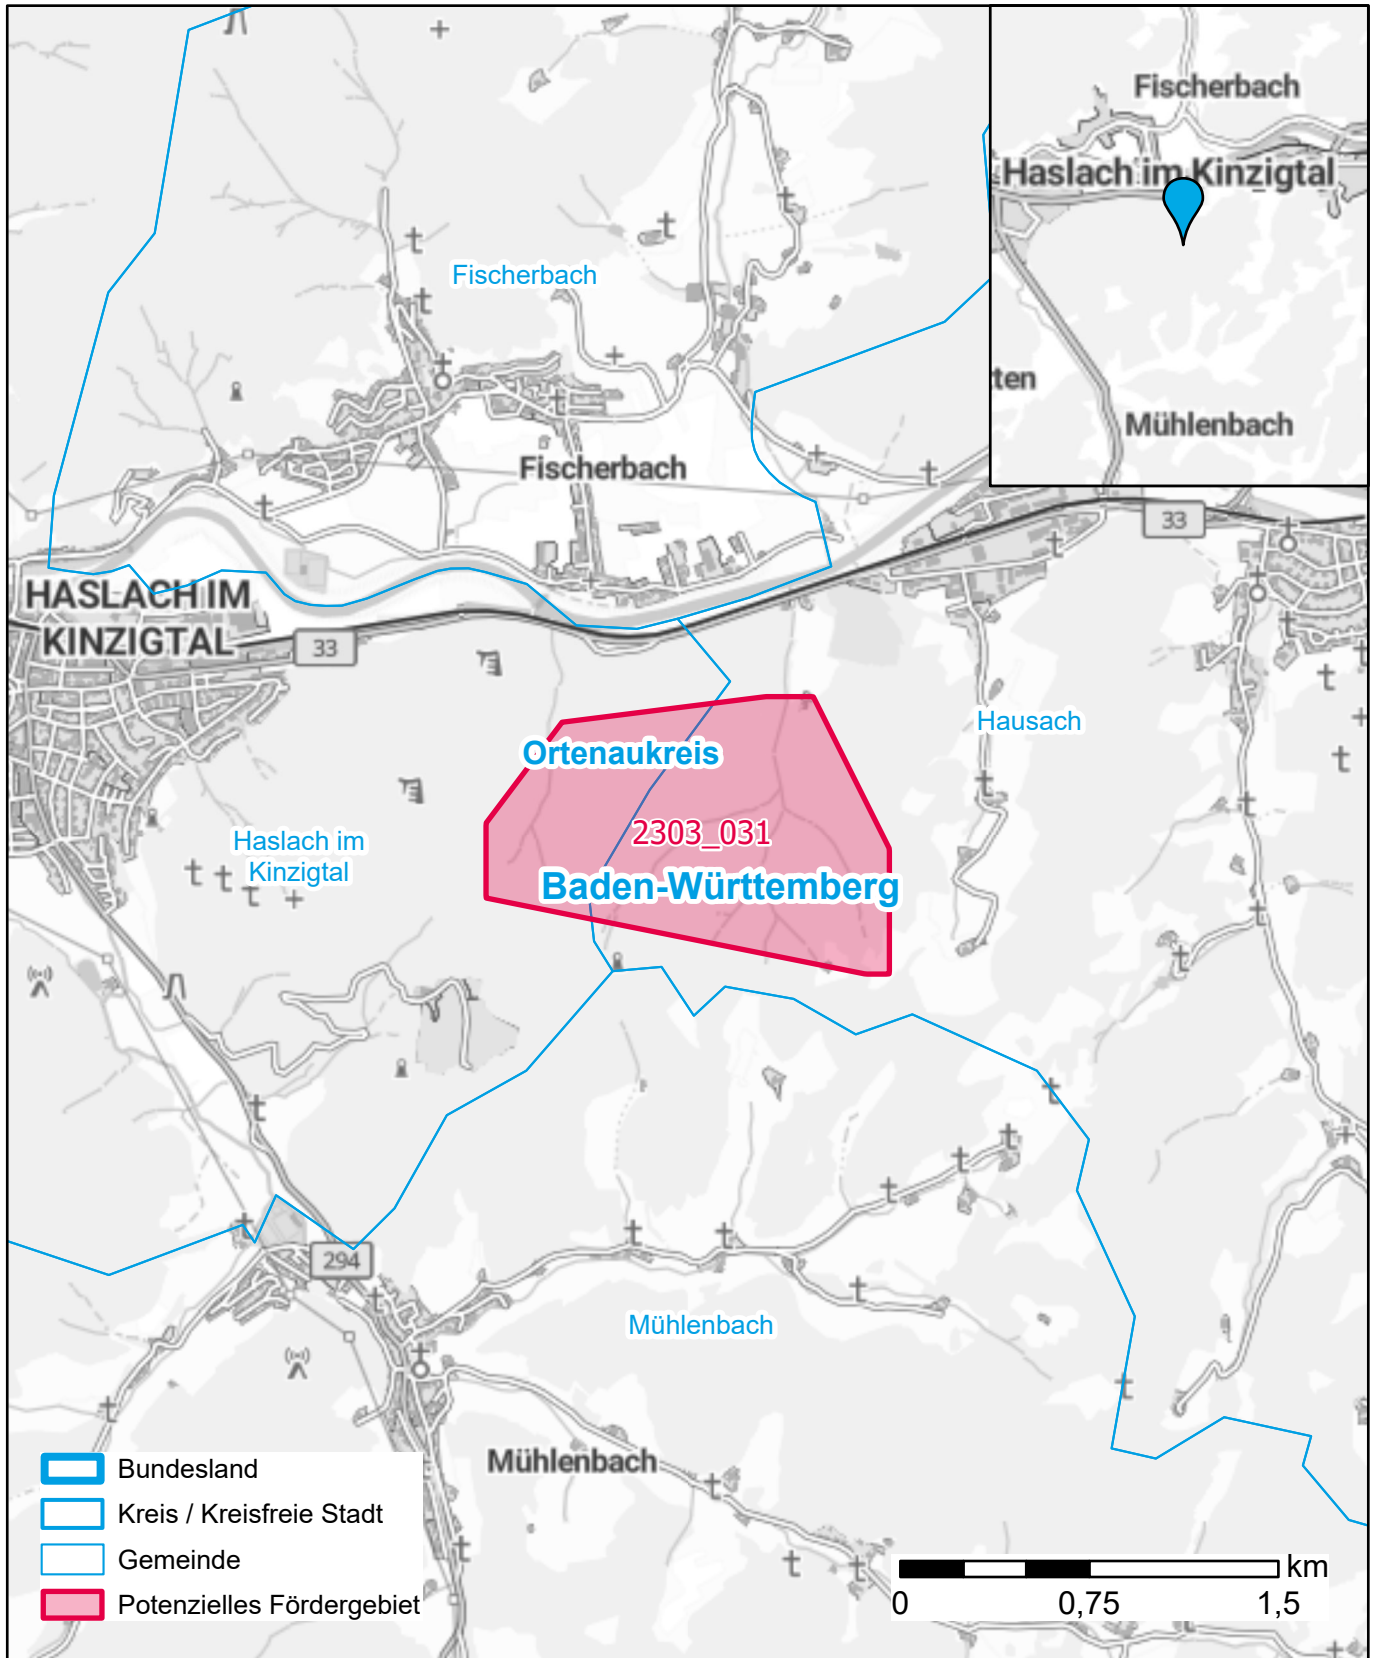 Fischerbach
Haslach im Kinzigtal
ten
Mühlenbach
Fischerbach
Fischerbach
33
HASLACH IM
KINZIGTAL
33
Hausach
Ortenaukreis
2303_031
Haslach im
Kinzigtal
Baden-Württemberg
294
Mühlenbach
Mühlenbach
Bundesland
Kreis / Kreisfreie Stadt
Gemeinde
Potenzielles Fördergebiet
km
0 0,75 1,5